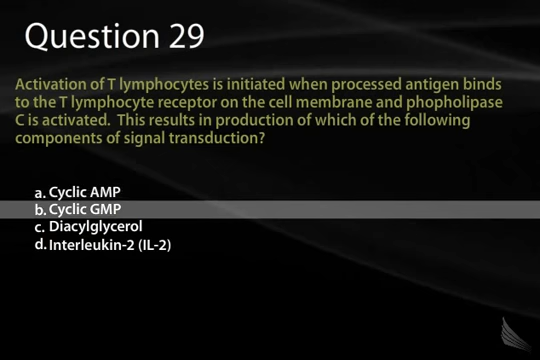 Question 29
Activation of T lymphocytes is initiated when processed antigen binds
to the T lymphocyte receptor on the cell membrane and phopholipase
C is activated. This results in production of which of the following
components of signal transduction?
a. Cyclic AMP
b. Cyclic GMP
c. Diacylglycerol
d. Interleukin-2 (IL-2)